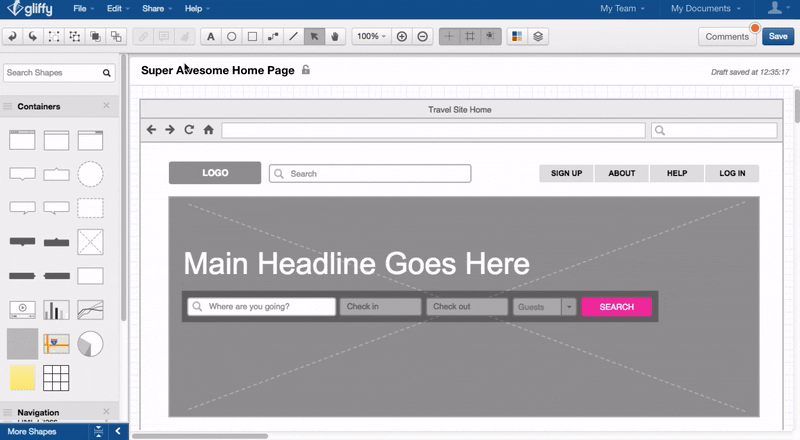 gliffy File Edit Share Help My Team My Documents
A 100% Comments Save
Search Shapes
Super Awesome Home Page
Draft saved at 12:35:17
Containers
Travel Site Home
LOGO Search SIGN UP ABOUT HELP LOG IN
Main Headline Goes Here
Where are you going? Check in Check out Guests SEARCH
Navigation
More Shapes